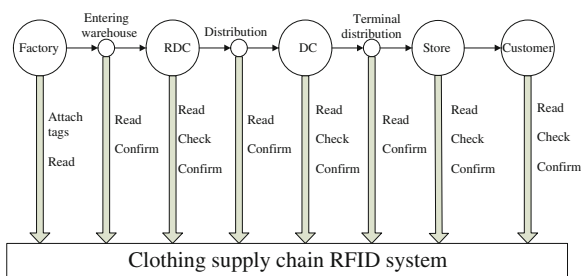 Entering
warehouse
Distribution
Terminal
distribution
Factory
RDC
DC
Store
Customer
Attach
tags
Read
Read
Confirm
Read
Check
Confirm
Read
Confirm
Read
Check
Confirm
Read
Confirm
Read
Check
Confirm
Read
Check
Confirm
Clothing supply chain RFID system